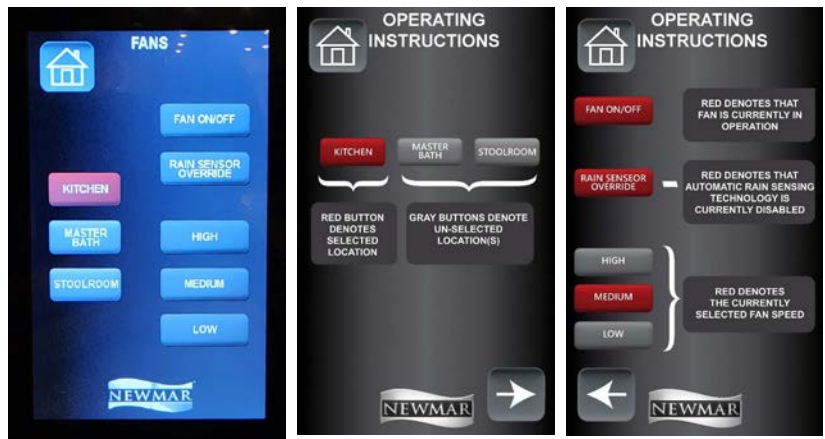 FANS
FAN ON/OFF
RAIN SENSOR
OVERRIDE
KITCHEN
MASTER
BATH
HIGH
STOOLROOM
MEDIUM
LOW
NEWMAR
OPERATING
INSTRUCTIONS
KITCHEN
MASTER
BATH
STOOLROOM
RED BUTTON
DENOTES
SELECTED
LOCATION
GRAY BUTTONS DENOTE
UN-SELECTED
LOCATION(S)
NEWMAR
OPERATING
INSTRUCTIONS
FAN ON/OFF
RED DENOTES THAT
FAN IS CURRENTLY IN
OPERATION
RAIN SENSEOR
OVERRIDE
RED DENOTES THAT
AUTOMATIC RAIN SENSING
TECHNOLOGY IS
CURRENTLY DISABLED
HIGH
MEDIUM
LOW
RED DENOTES
THE CURRENTLY
SELECTED FAN SPEED
NEWMAR